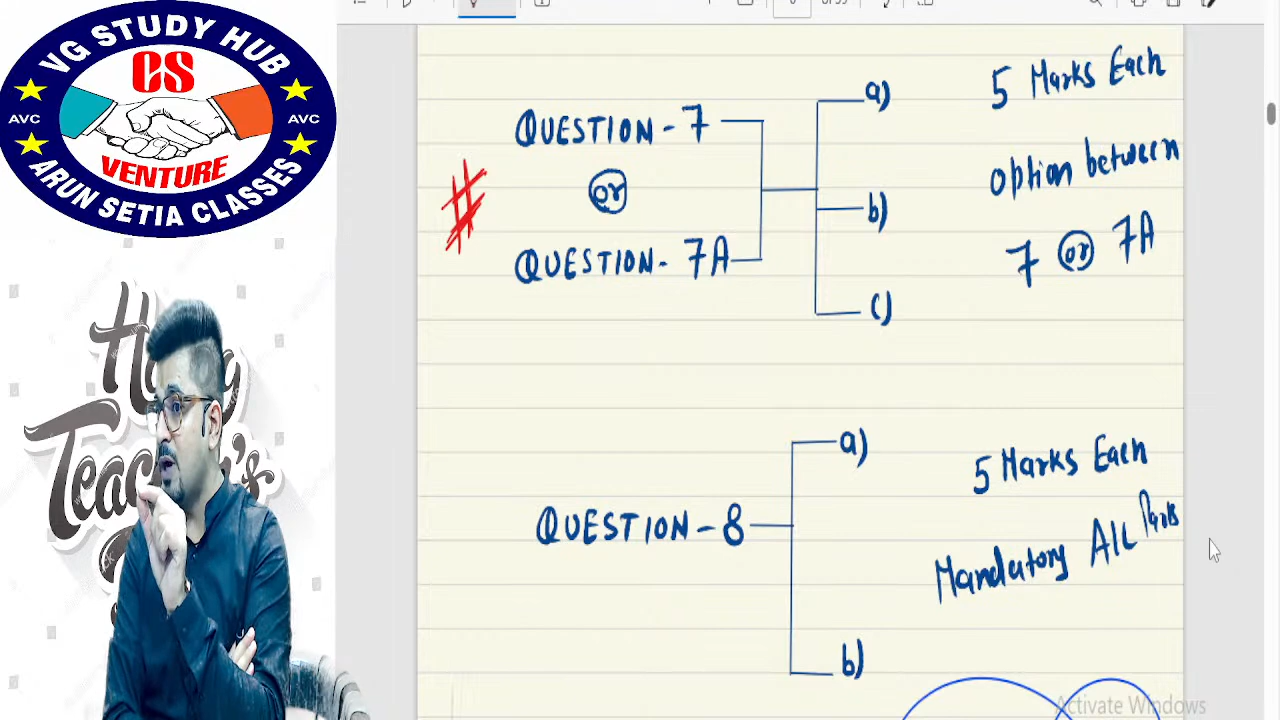 VG STUDY HUB
CS
AVC
AVC
VENTURE
ARUN SETIA CLASSES
QUESTION - 7
or
QUESTION - 7A
a)
b)
c)
5 Marks Each
option between
7 or 7A
QUESTION - 8
a)
b)
5 Marks Each
Mandatory All Parts
Teacher's
Activate Windows